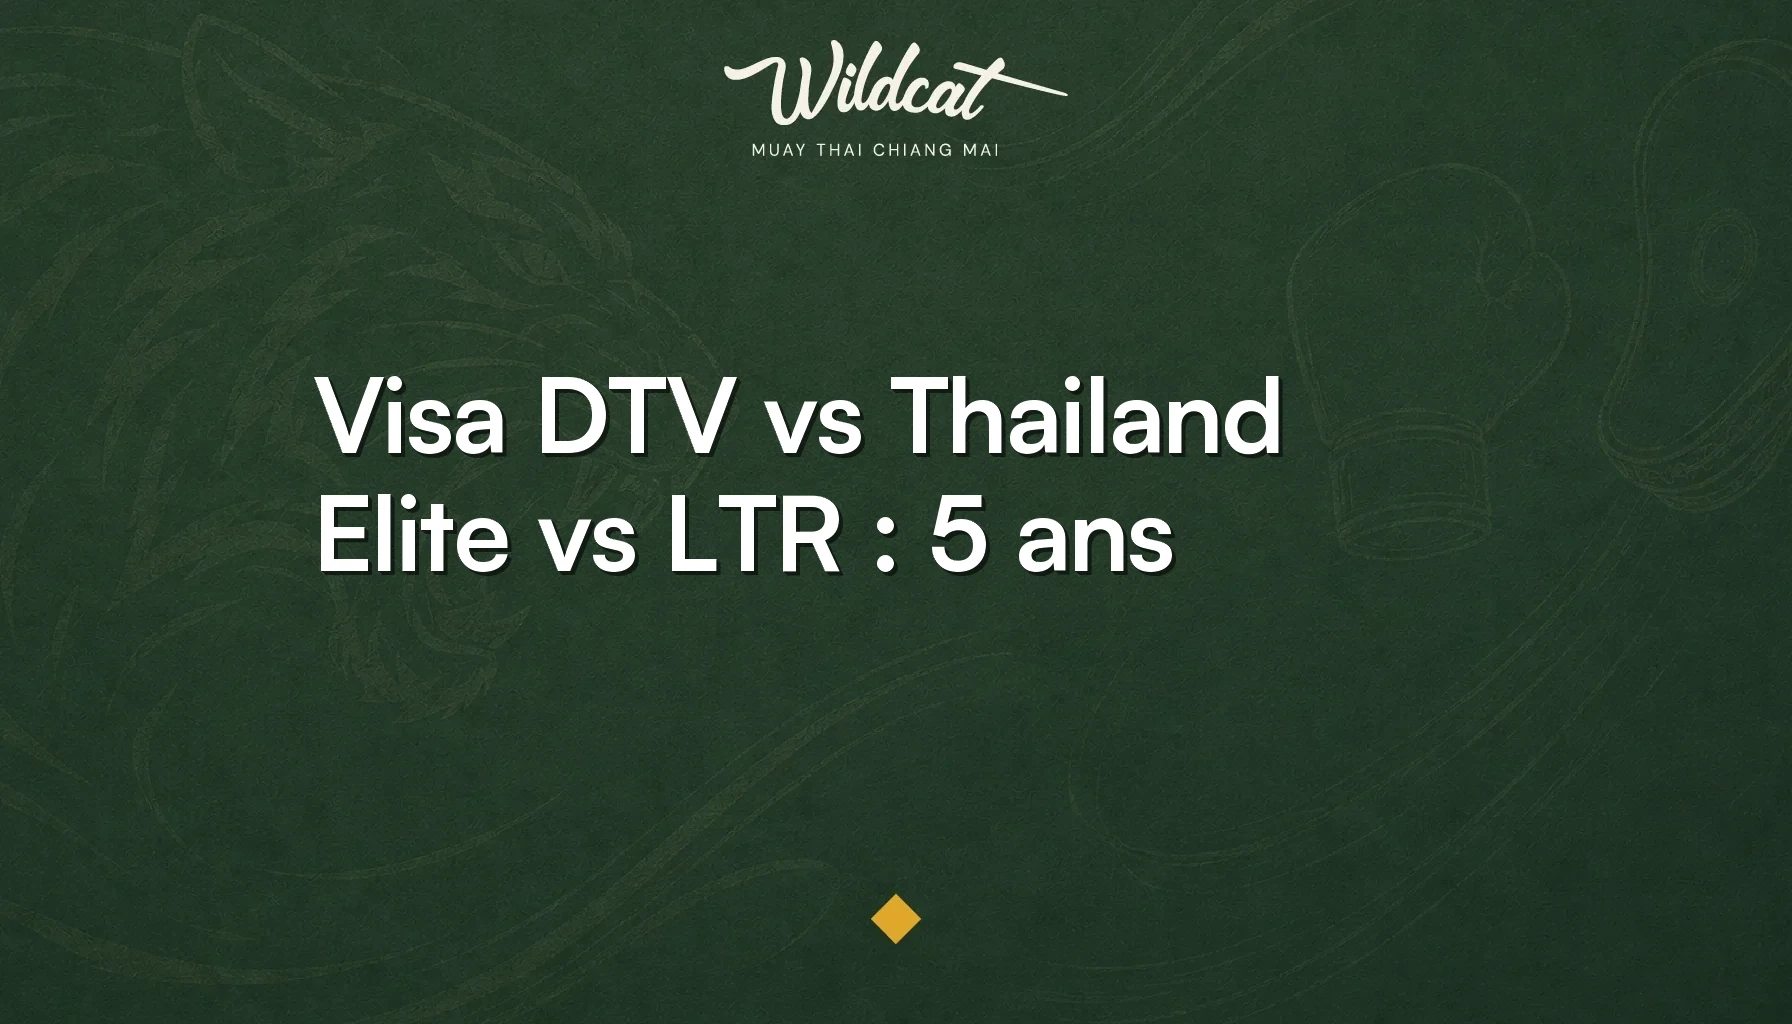 Wildcat
MUAY THAI CHIANG MAI
Visa DTV vs Thailand
Elite vs LTR : 5 ans